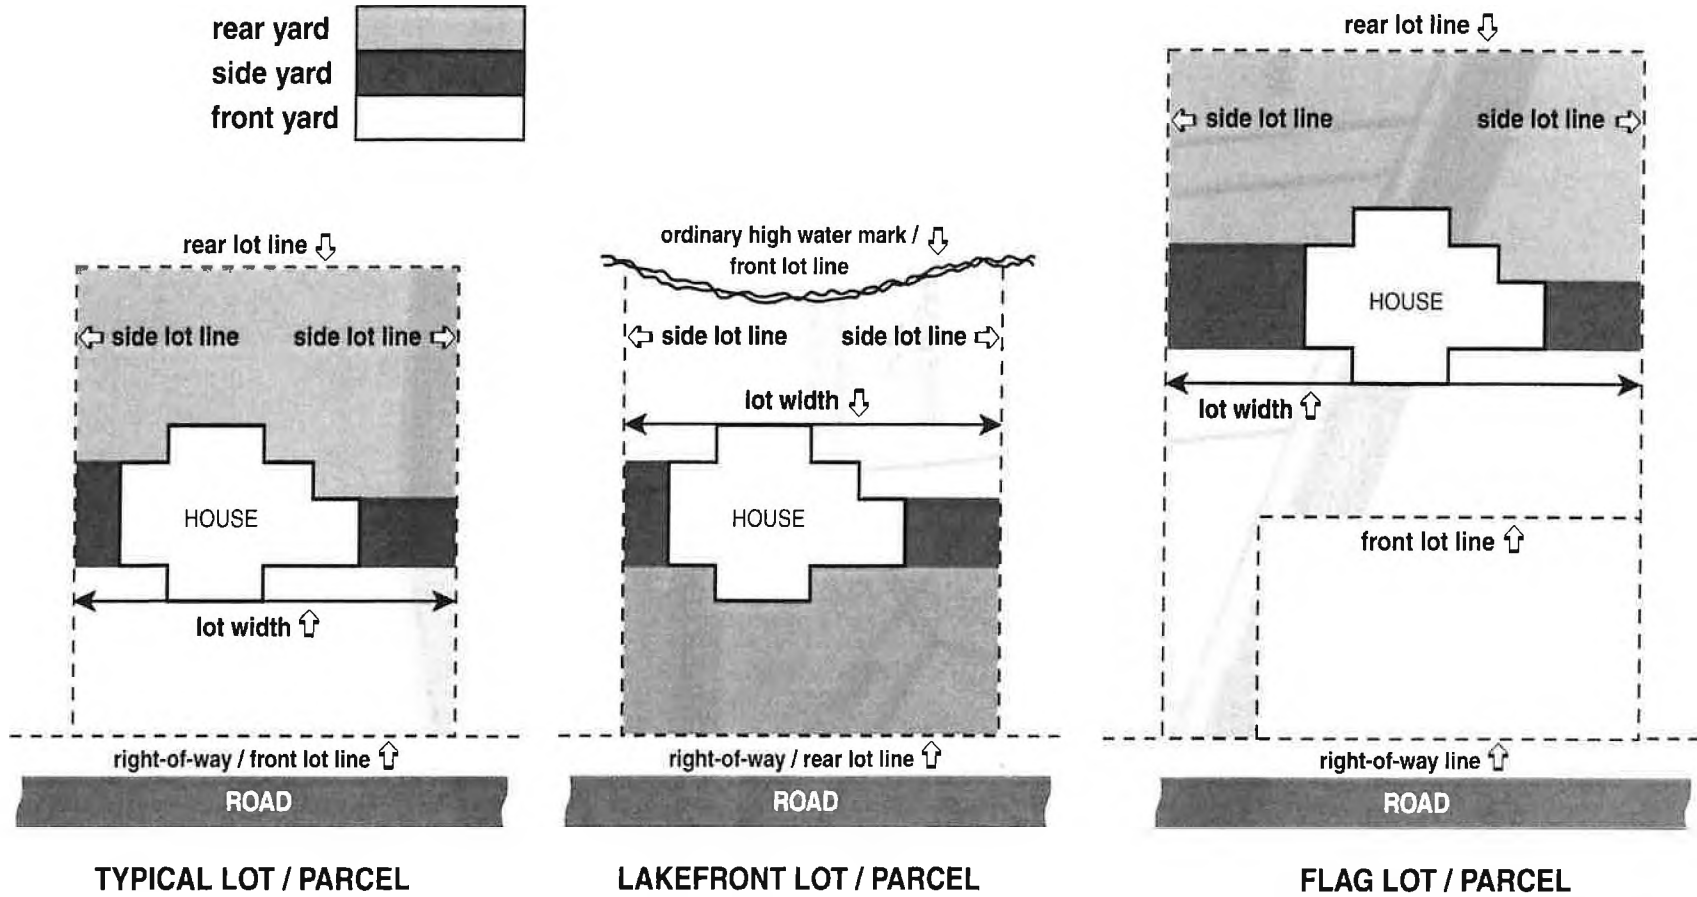 rear yard
side yard
front yard
rear lot line
side lot line
side lot line
HOUSE
lot width
right-of-way / front lot line
ROAD
TYPICAL LOT / PARCEL
ordinary high water mark /
front lot line
side lot line
side lot line
lot width
HOUSE
right-of-way / rear lot line
ROAD
LAKEFRONT LOT / PARCEL
rear lot line
side lot line
side lot line
HOUSE
lot width
front lot line
right-of-way line
ROAD
FLAG LOT / PARCEL